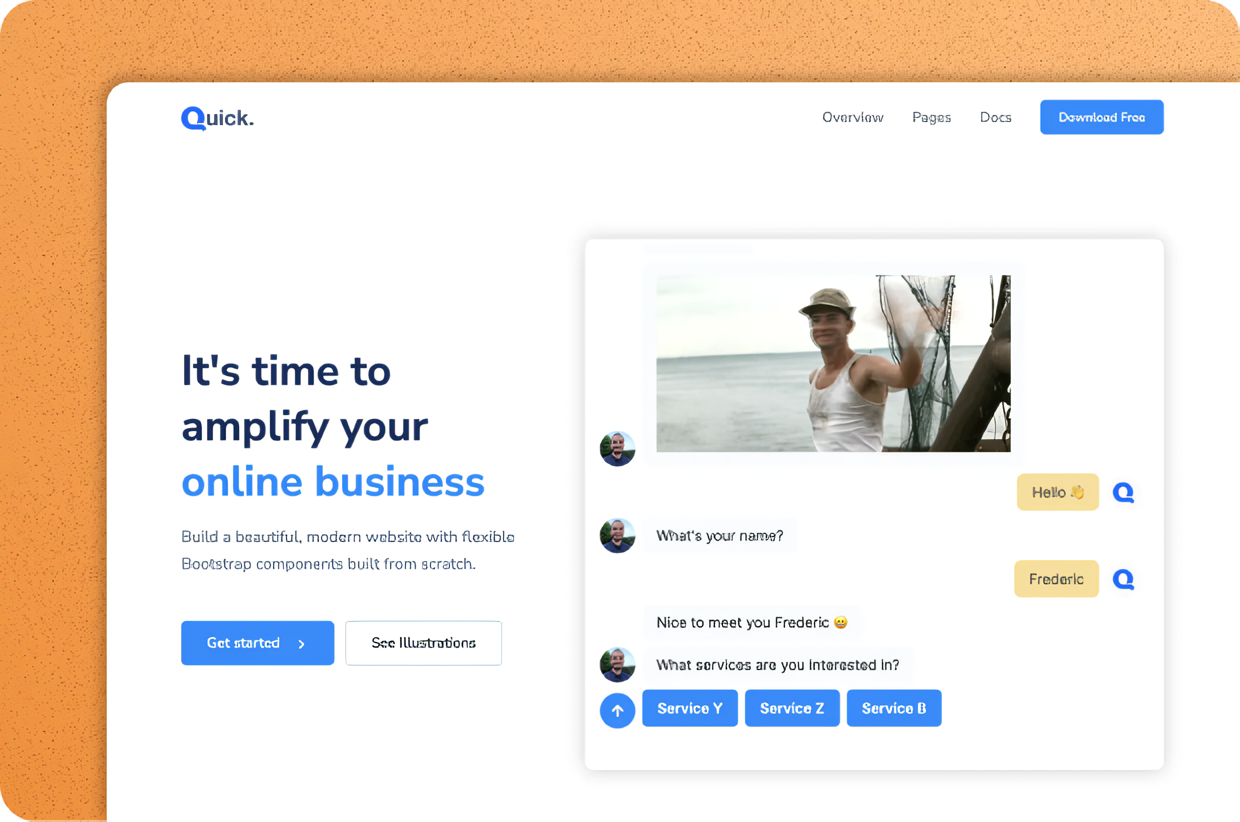 Quick.
Overview
Pages
Docs
Download Free
It's time to
amplify your
online business
Build a beautiful, modern website with flexible
Bootstrap components built from scratch.
Get started
See Illustrations
Hello 👋
What's your name?
Frederic
Nice to meet you Frederic 😀
What services are you interested in?
Service Y
Service Z
Service B